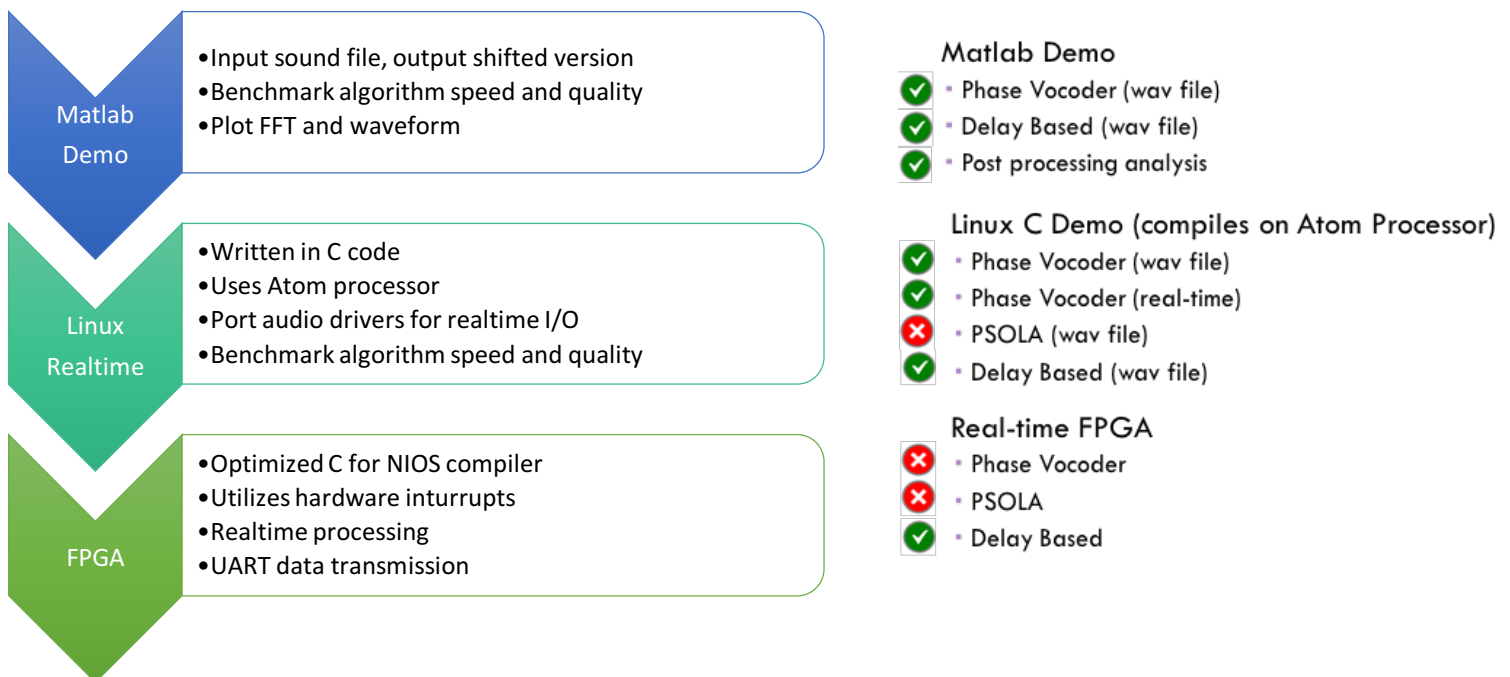 Matlab
Demo
•Input sound file, output shifted version
•Benchmark algorithm speed and quality
•Plot FFT and waveform
Linux
Realtime
•Written in C code
•Uses Atom processor
•Port audio drivers for realtime I/O
•Benchmark algorithm speed and quality
FPGA
•Optimized C for NIOS compiler
•Utilizes hardware inturrupts
•Realtime processing
•UART data transmission
Matlab Demo
▪ Phase Vocoder (wav file)
▪ Delay Based (wav file)
▪ Post processing analysis
Linux C Demo (compiles on Atom Processor)
▪ Phase Vocoder (wav file)
▪ Phase Vocoder (real-time)
▪ PSOLA (wav file)
▪ Delay Based (wav file)
Real-time FPGA
▪ Phase Vocoder
▪ PSOLA
▪ Delay Based